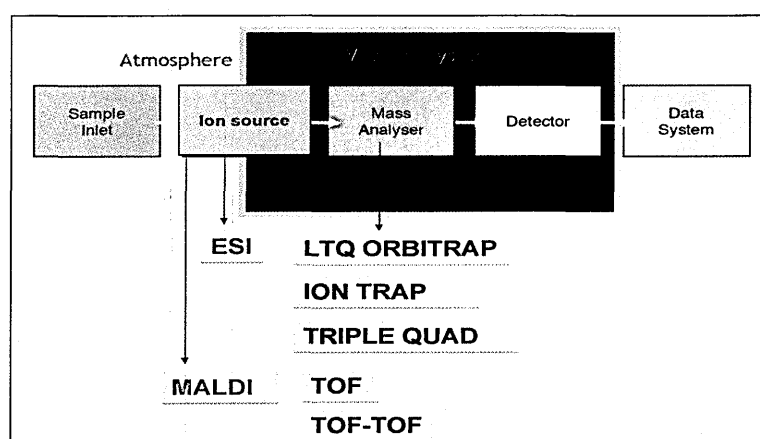 Atmosphere
Sample
Inlet
Ion source
Mass
Analyser
Detector
Data
System
ESI
LTQ ORBITRAP
ION TRAP
TRIPLE QUAD
MALDI
TOF
TOF-TOF